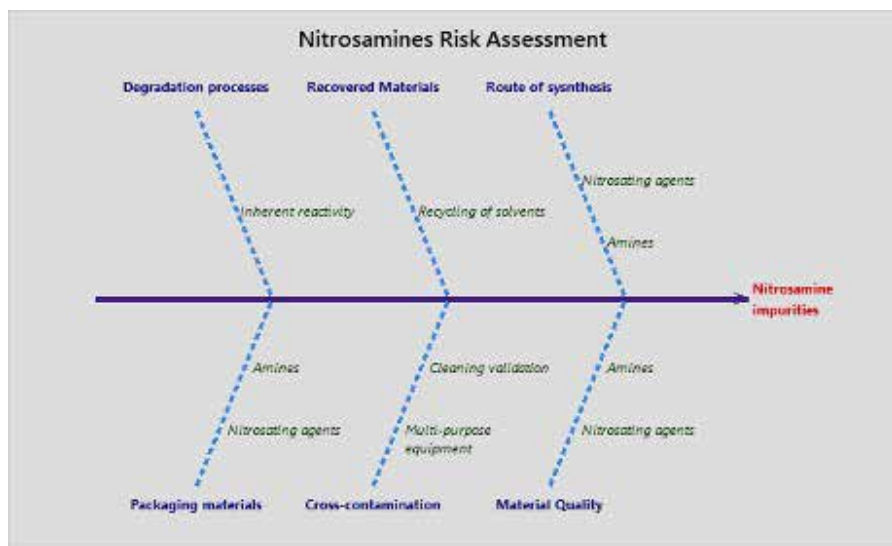 Nitrosamines Risk Assessment
Degradation processes
Recovered Materials
Route of sysnthesis
Nitrosating agents
Inherent reactivity
Recycling of solvents
Amines
Nitrosamine
impurities
Amines
Cleaning validation
Amines
Nitrosating agents
Multi-purpose
equipment
Nitrosating agents
Packaging materials
Cross-contamination
Material Quality